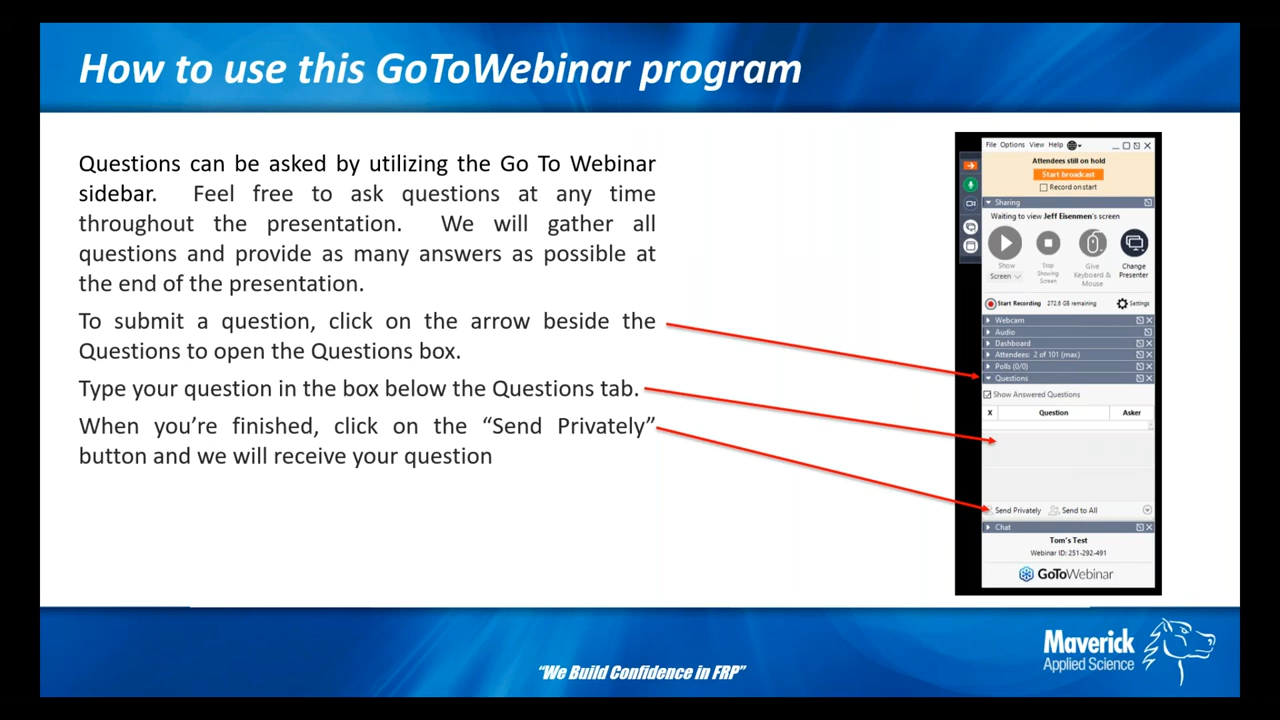 How to use this GoToWebinar program
Questions can be asked by utilizing the Go To Webinar
sidebar. Feel free to ask questions at any time
throughout the presentation. We will gather all
questions and provide as many answers as possible at
the end of the presentation.
To submit a question, click on the arrow beside the
Questions to open the Questions box.
Type your question in the box below the Questions tab.
When you're finished, click on the “Send Privately”
button and we will receive your question
File Options View Help
Attendees still on hold
Start broadcast
Record on start
Sharing
Waiting to view Jeff Eisenmen's screen
Show Screen
Stop Showing Screen
Give Keyboard & Mouse
Change Presenter
Start Recording 272.6 GB remaining Settings
Webcam
Audio
Dashboard
Attendees: 2 of 101 (max)
Polls (0/0)
Questions
Show Answered Questions
X Question Asker
Send Privately Send to All
Chat
Tom's Test
Webinar ID: 251-292-491
GoToWebinar
Maverick
Applied Science
“We Build Confidence in FRP”